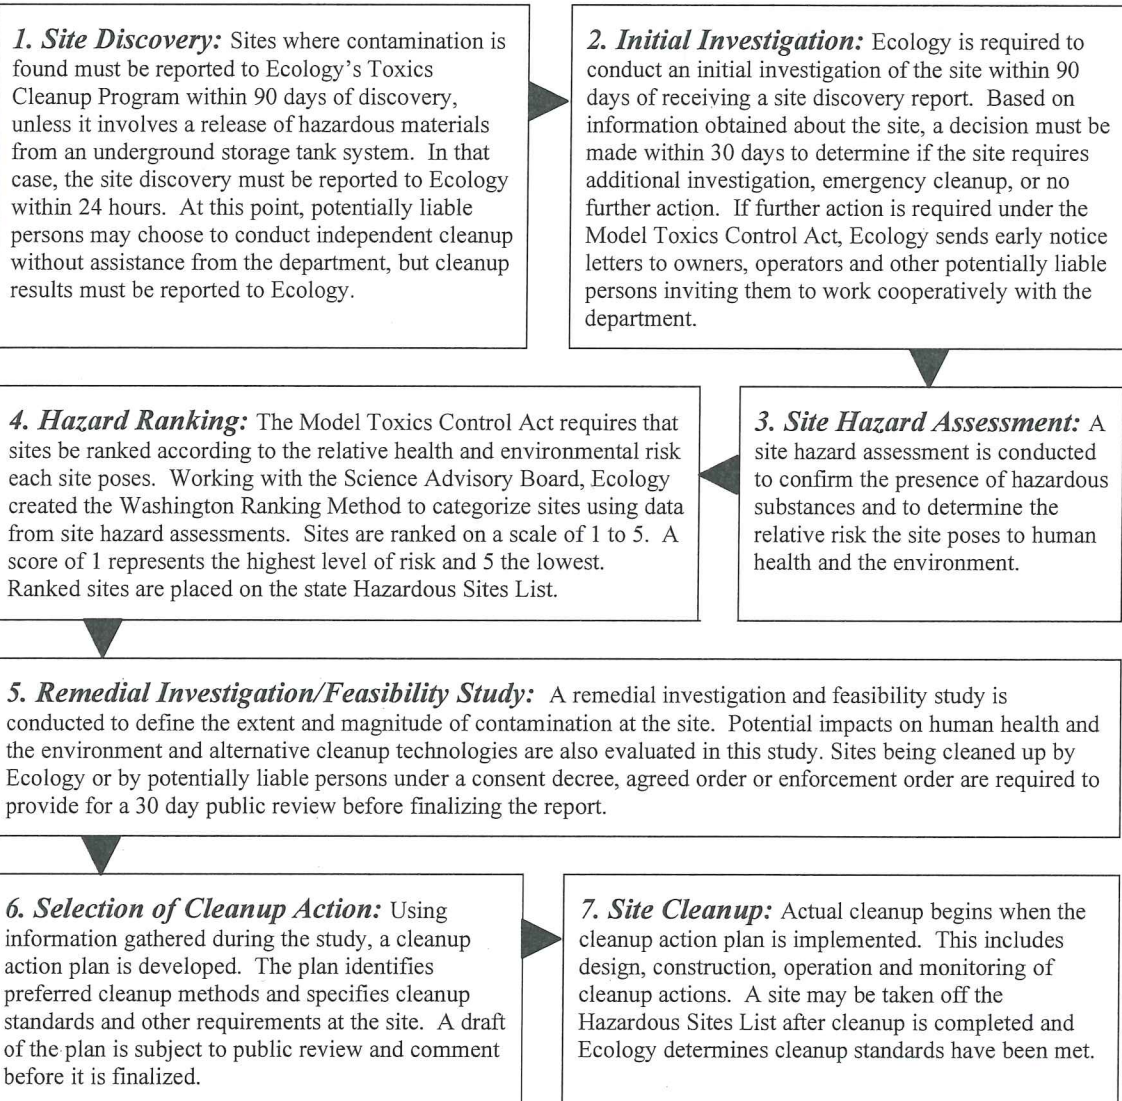 1. Site Discovery: Sites where contamination is
found must be reported to Ecology's Toxics
Cleanup Program within 90 days of discovery,
unless it involves a release of hazardous materials
from an underground storage tank system. In that
case, the site discovery must be reported to Ecology
within 24 hours. At this point, potentially liable
persons may choose to conduct independent cleanup
without assistance from the department, but cleanup
results must be reported to Ecology.
2. Initial Investigation: Ecology is required to
conduct an initial investigation of the site within 90
days of receiving a site discovery report. Based on
information obtained about the site, a decision must be
made within 30 days to determine if the site requires
additional investigation, emergency cleanup, or no
further action. If further action is required under the
Model Toxics Control Act, Ecology sends early notice
letters to owners, operators and other potentially liable
persons inviting them to work cooperatively with the
department.
3. Site Hazard Assessment: A
site hazard assessment is conducted
to confirm the presence of hazardous
substances and to determine the
relative risk the site poses to human
health and the environment.
4. Hazard Ranking: The Model Toxics Control Act requires that
sites be ranked according to the relative health and environmental risk
each site poses. Working with the Science Advisory Board, Ecology
created the Washington Ranking Method to categorize sites using data
from site hazard assessments. Sites are ranked on a scale of 1 to 5. A
score of 1 represents the highest level of risk and 5 the lowest.
Ranked sites are placed on the state Hazardous Sites List.
5. Remedial Investigation/Feasibility Study: A remedial investigation and feasibility study is
conducted to define the extent and magnitude of contamination at the site. Potential impacts on human health and
the environment and alternative cleanup technologies are also evaluated in this study. Sites being cleaned up by
Ecology or by potentially liable persons under a consent decree, agreed order or enforcement order are required to
provide for a 30 day public review before finalizing the report.
6. Selection of Cleanup Action: Using
information gathered during the study, a cleanup
action plan is developed. The plan identifies
preferred cleanup methods and specifies cleanup
standards and other requirements at the site. A draft
of the plan is subject to public review and comment
before it is finalized.
7. Site Cleanup: Actual cleanup begins when the
cleanup action plan is implemented. This includes
design, construction, operation and monitoring of
cleanup actions. A site may be taken off the
Hazardous Sites List after cleanup is completed and
Ecology determines cleanup standards have been met.